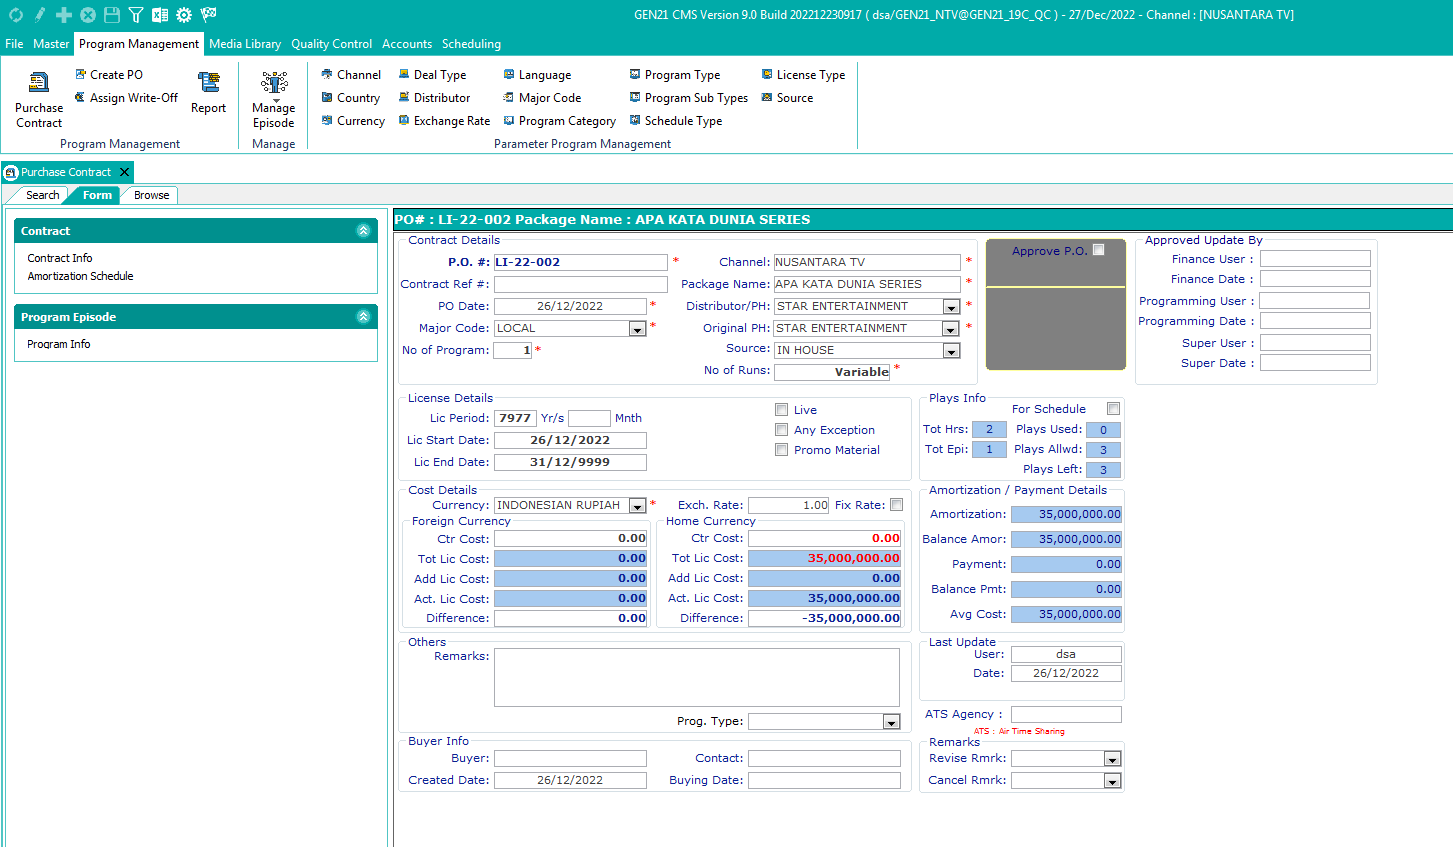 GEN21 CMS Version 9.0 Build 202212230917 ( dsa/GEN21_NTV@GEN21_19C_QC ) - 27/Dec/2022 - Channel : [NUSANTARA TV]
File Master Program Management Media Library Quality Control Accounts Scheduling
Purchase Contract
Create PO
Assign Write-Off
Report
Program Management
Manage Episode
Manage
Channel Deal Type Language Program Type License Type
Country Distributor Major Code Program Sub Types Source
Currency Exchange Rate Program Category Schedule Type
Parameter Program Management
Purchase Contract X
Search Form Browse
Contract
Contract Info
Amortization Schedule
Program Episode
Program Info
PO# : LI-22-002 Package Name : APA KATA DUNIA SERIES
Contract Details
P.O. #: LI-22-002 *
Contract Ref #:
PO Date: 26/12/2022 *
Major Code: LOCAL *
No of Program: 1 *
Channel: NUSANTARA TV *
Package Name: APA KATA DUNIA SERIES *
Distributor/PH: STAR ENTERTAINMENT *
Original PH: STAR ENTERTAINMENT *
Source: IN HOUSE
No of Runs: Variable *
Approve P.O.
Approved Update By
Finance User :
Finance Date :
Programming User :
Programming Date :
Super User :
Super Date :
License Details
Lic Period: 7977 Yr/s Mnth
Lic Start Date: 26/12/2022
Lic End Date: 31/12/9999
Live
Any Exception
Promo Material
Plays Info
For Schedule
Tot Hrs: 2 Plays Used: 0
Tot Epi: 1 Plays Allwd: 3
Plays Left: 3
Cost Details
Currency: INDONESIAN RUPIAH * Exch. Rate: 1.00 Fix Rate:
Foreign Currency
Ctr Cost: 0.00
Tot Lic Cost: 0.00
Add Lic Cost: 0.00
Act. Lic Cost: 0.00
Difference: 0.00
Home Currency
Ctr Cost: 0.00
Tot Lic Cost: 35,000,000.00
Add Lic Cost: 0.00
Act. Lic Cost: 35,000,000.00
Difference: -35,000,000.00
Amortization / Payment Details
Amortization: 35,000,000.00
Balance Amor: 35,000,000.00
Payment: 0.00
Balance Pmt: 0.00
Avg Cost: 35,000,000.00
Others
Remarks:
Prog. Type:
Last Update
User: dsa
Date: 26/12/2022
ATS Agency :
ATS : Air Time Sharing
Buyer Info
Buyer: Contact:
Created Date: 26/12/2022 Buying Date:
Remarks
Revise Rmrk:
Cancel Rmrk: